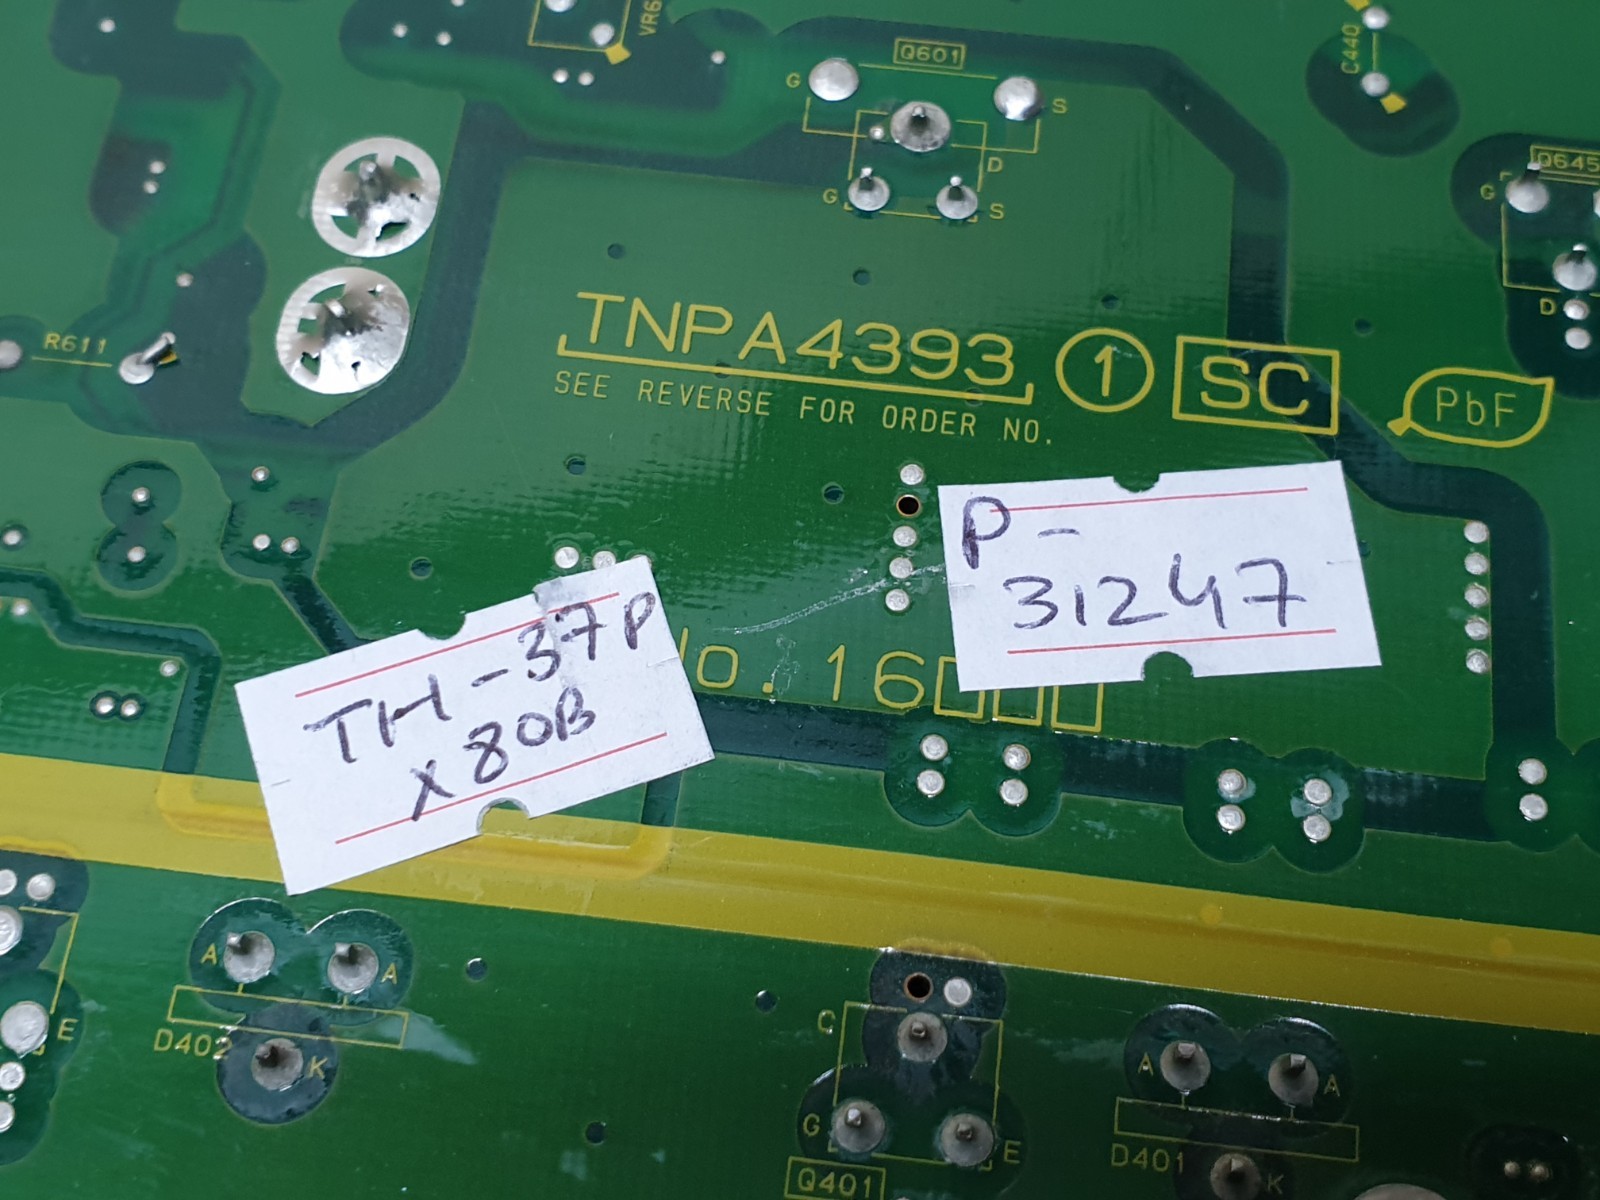 VR6
Q601
G
S
D
G
S
C440
Q645
G
D
R611
TNPA4393 1 SC PbF
SEE REVERSE FOR ORDER NO.
P-
31247
TH-37P
X80B
o. 16
A A
D402
K
E
C
G E
Q401
A A
D401
K